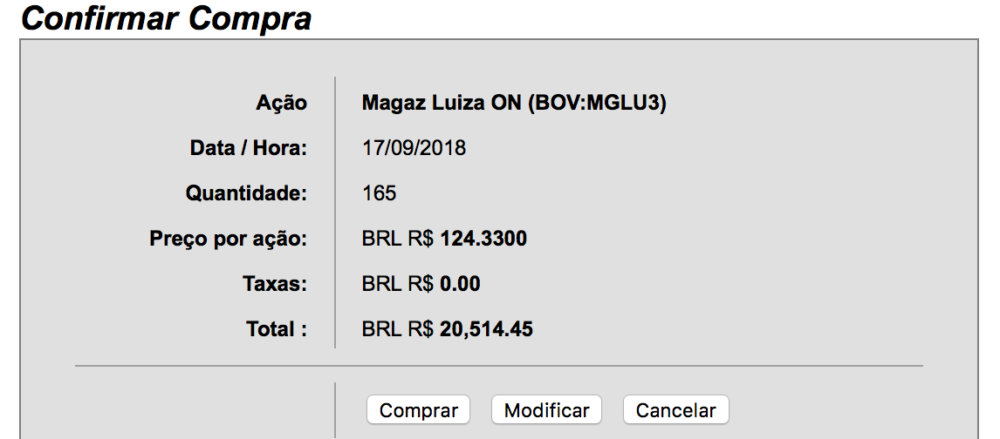 Confirmar Compra
Ação Magaz Luiza ON (BOV:MGLU3)
Data / Hora: 17/09/2018
Quantidade: 165
Preço por ação: BRL R$ 124.3300
Taxas: BRL R$ 0.00
Total : BRL R$ 20,514.45
Comprar Modificar Cancelar